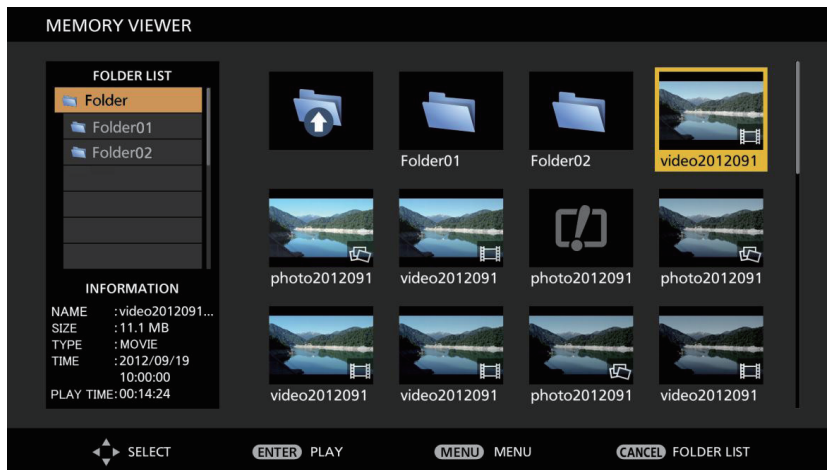 MEMORY VIEWER
FOLDER LIST
Folder
Folder01
Folder02
INFORMATION
NAME :video2012091...
SIZE :11.1 MB
TYPE :MOVIE
TIME :2012/09/19
10:00:00
PLAY TIME:00:14:24
Folder01 Folder02 video2012091
photo2012091 video2012091 photo2012091 photo2012091
video2012091 video2012091 photo2012091 video2012091
SELECT ENTER PLAY MENU MENU CANCEL FOLDER LIST